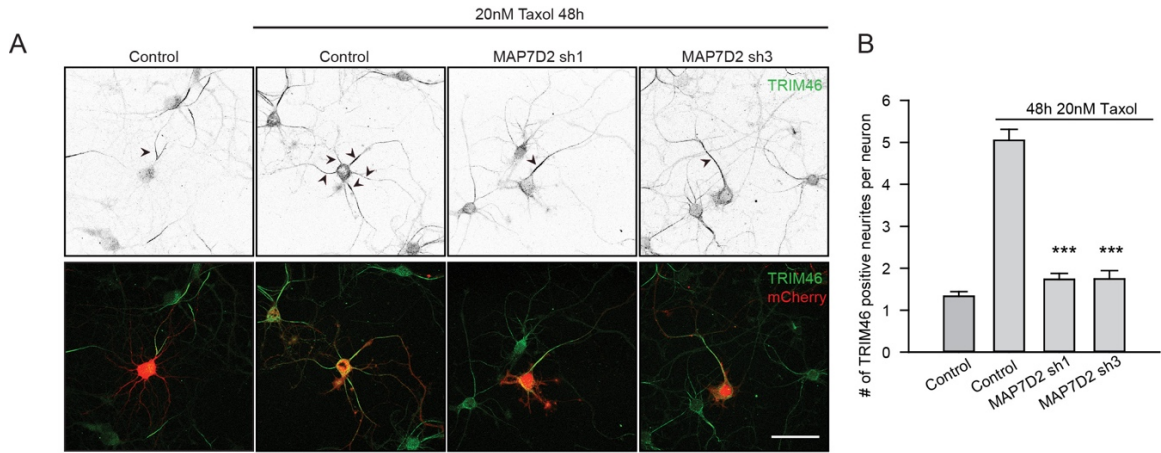 20nM Taxol 48h
A
Control
Control
MAP7D2 sh1
MAP7D2 sh3
TRIM46
TRIM46
mCherry
B
48h 20nM Taxol
# of TRIM46 positive neurites per neuron
6
5
4
3
2
1
0
***
***
Control
Control
MAP7D2 sh1
MAP7D2 sh3